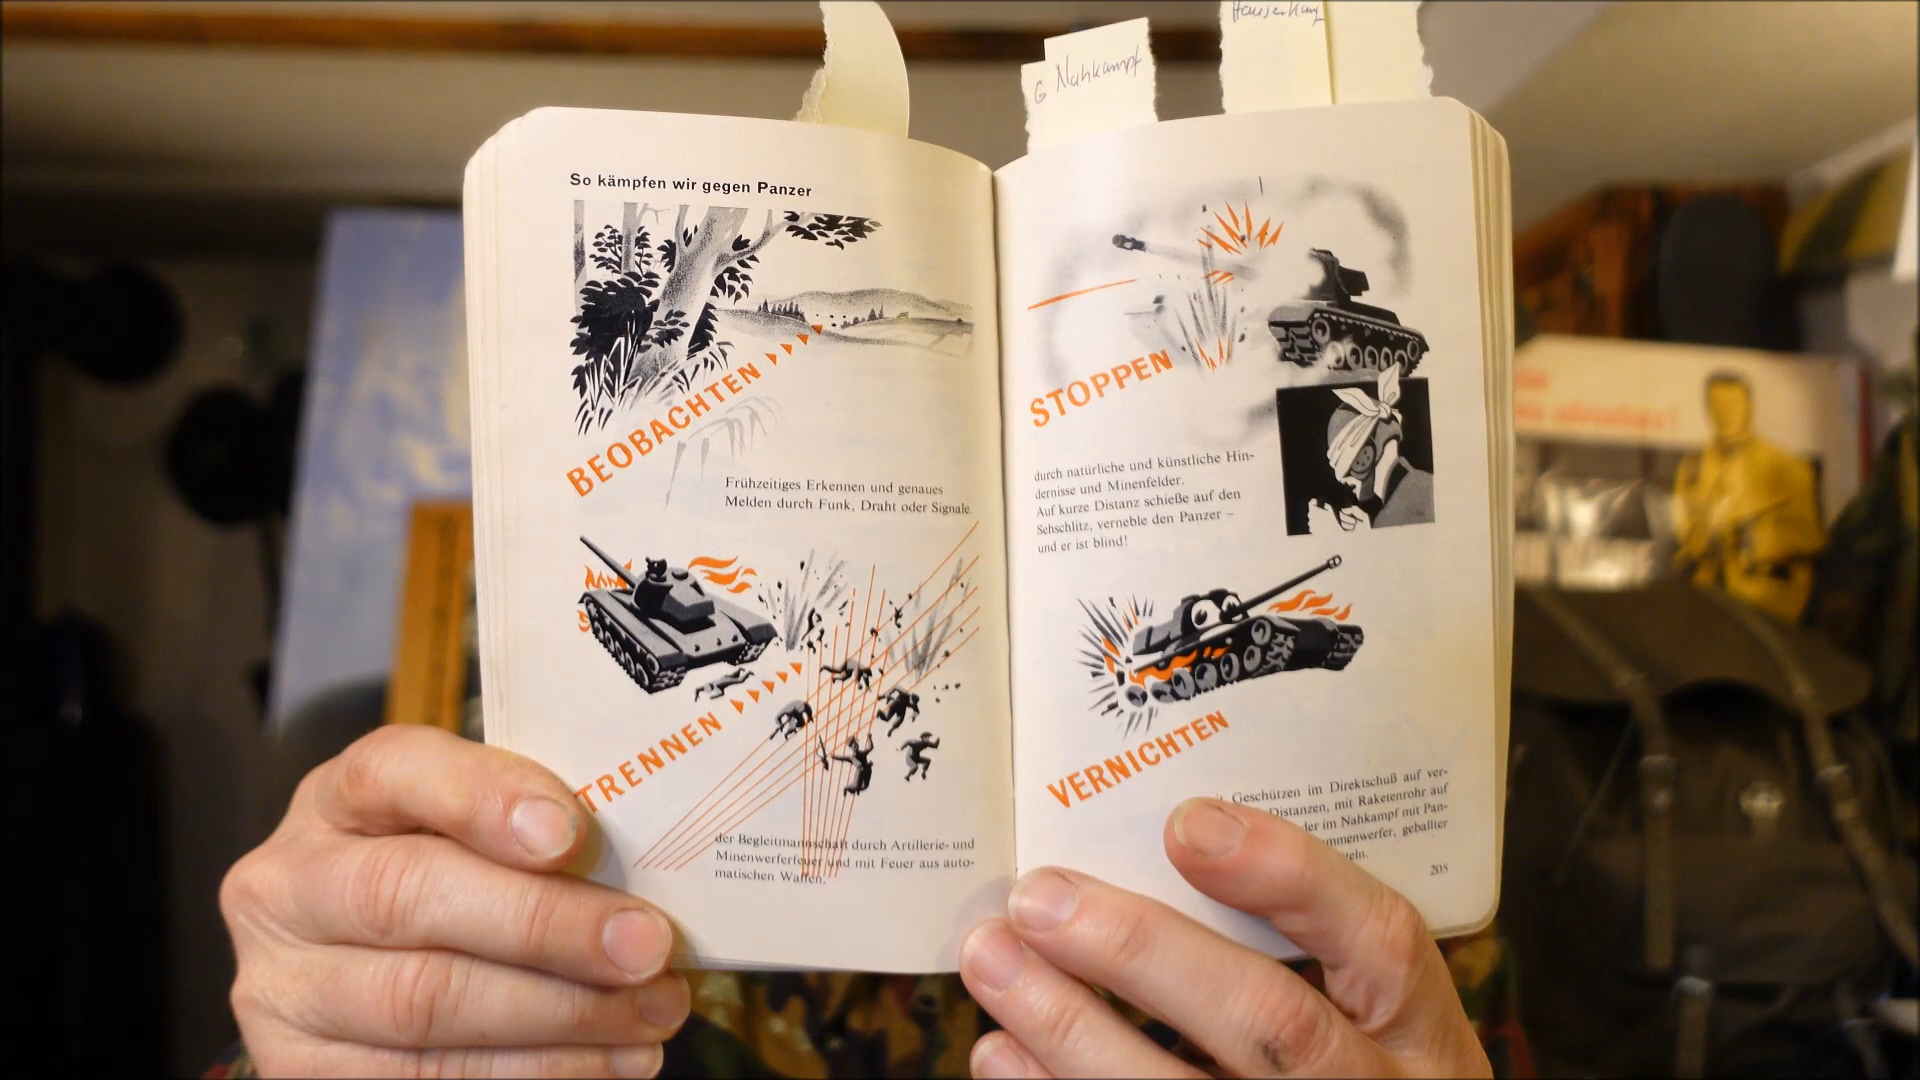 G Nahkampf
So kämpfen wir gegen Panzer
BEOBACHTEN
Frühzeitiges Erkennen und genaues
Melden durch Funk, Draht oder Signale.
TRENNEN
der Begleitmannschaft durch Artillerie- und
Minenwerferfeuer und mit Feuer aus auto-
matischen Waffen.
STOPPEN
durch natürliche und künstliche Hin-
dernisse und Minenfelder.
Auf kurze Distanz schieße auf den
Sehschlitz, verneble den Panzer –
und er ist blind!
VERNICHTEN
Geschützen im Direktschuß auf ver-
Distanzen, mit Raketenrohr auf
im Nahkampf mit Pan-
geballter
205